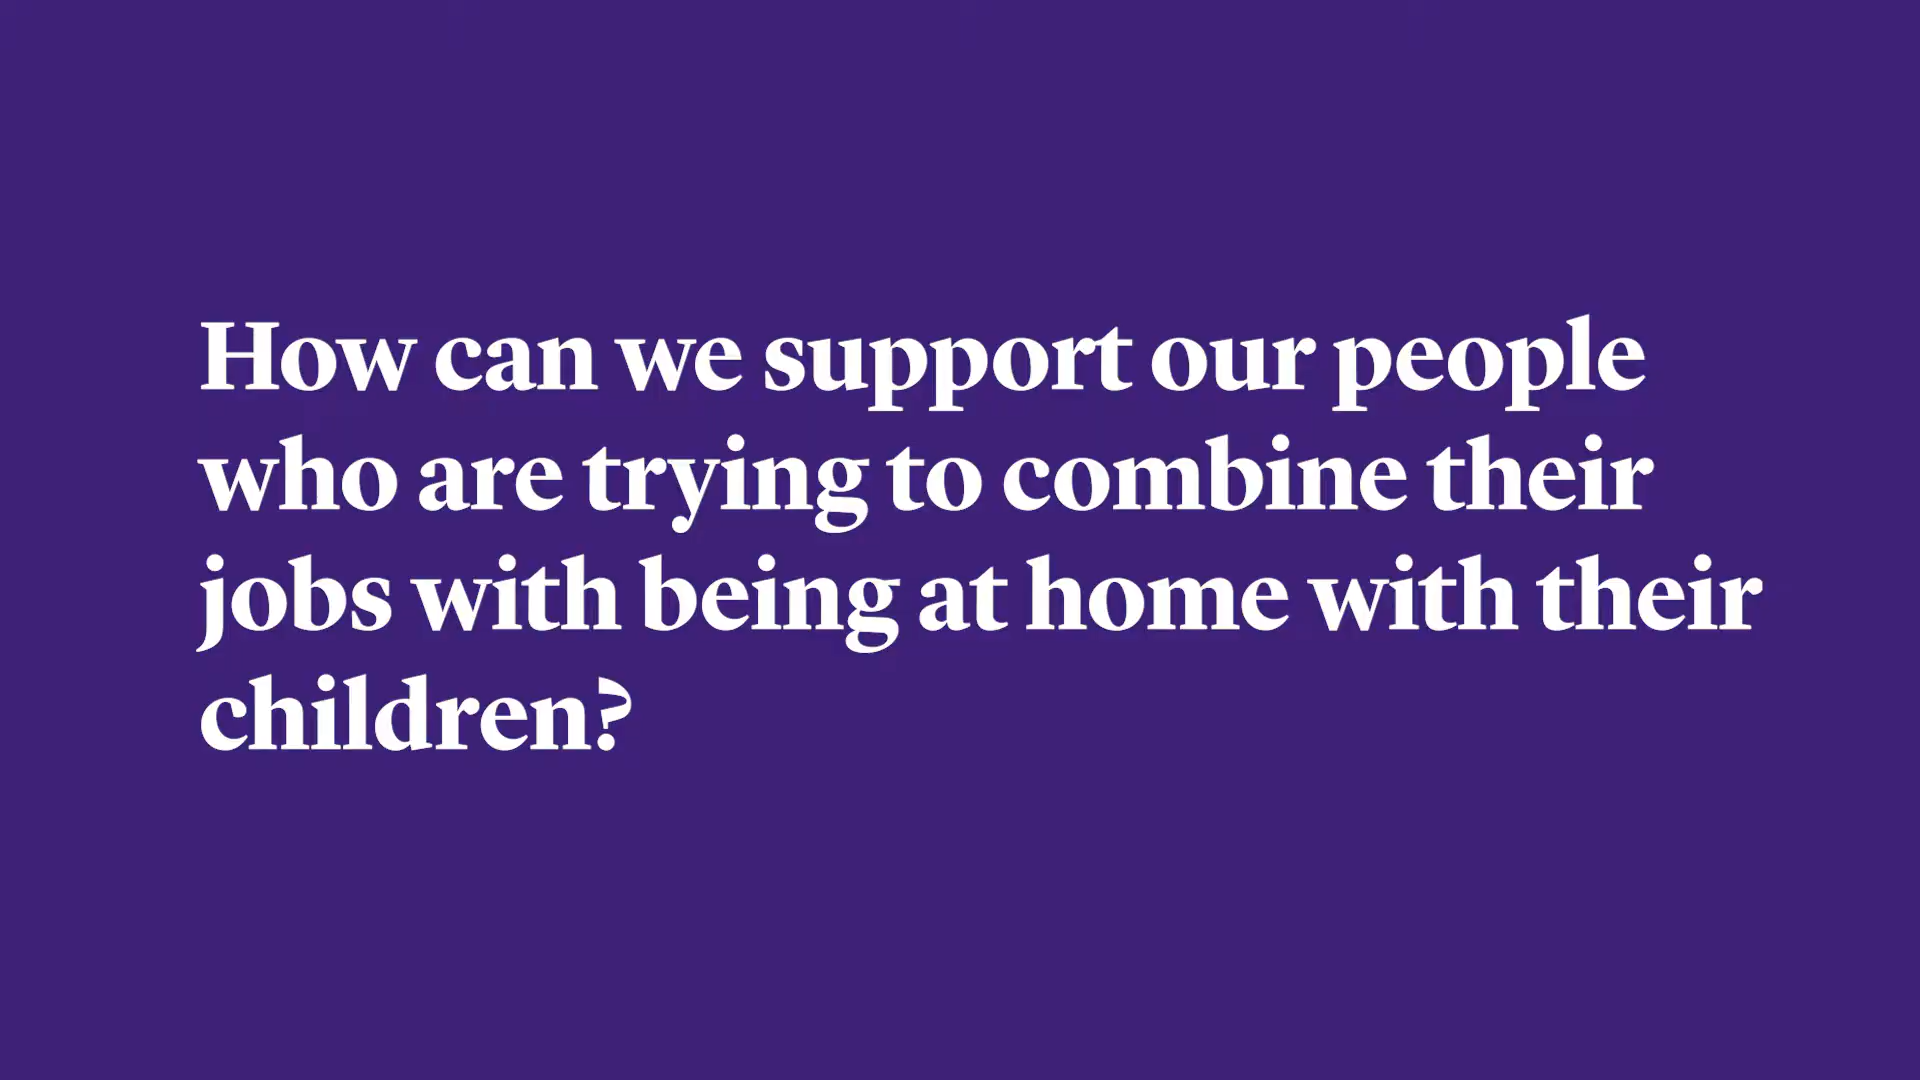 How can we support our people
who are trying to combine their
jobs with being at home with their
children?